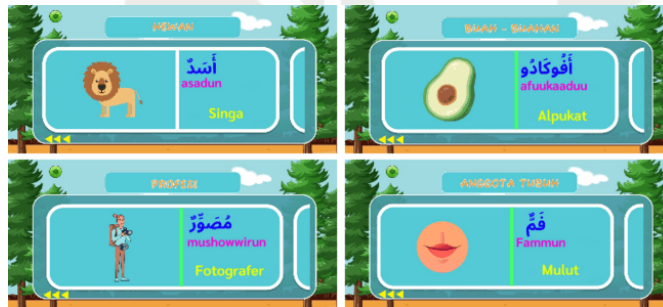 HEWAN
أَسَدٌ
asadun
Singa
BUAH - BUAHAN
أَفُوكَادُو
afuukaaduu
Alpukat
PROFESI
مُصَوِّرٌ
mushowwirun
Fotografer
ANGGOTA TUBUH
فَمٌّ
Fammun
Mulut